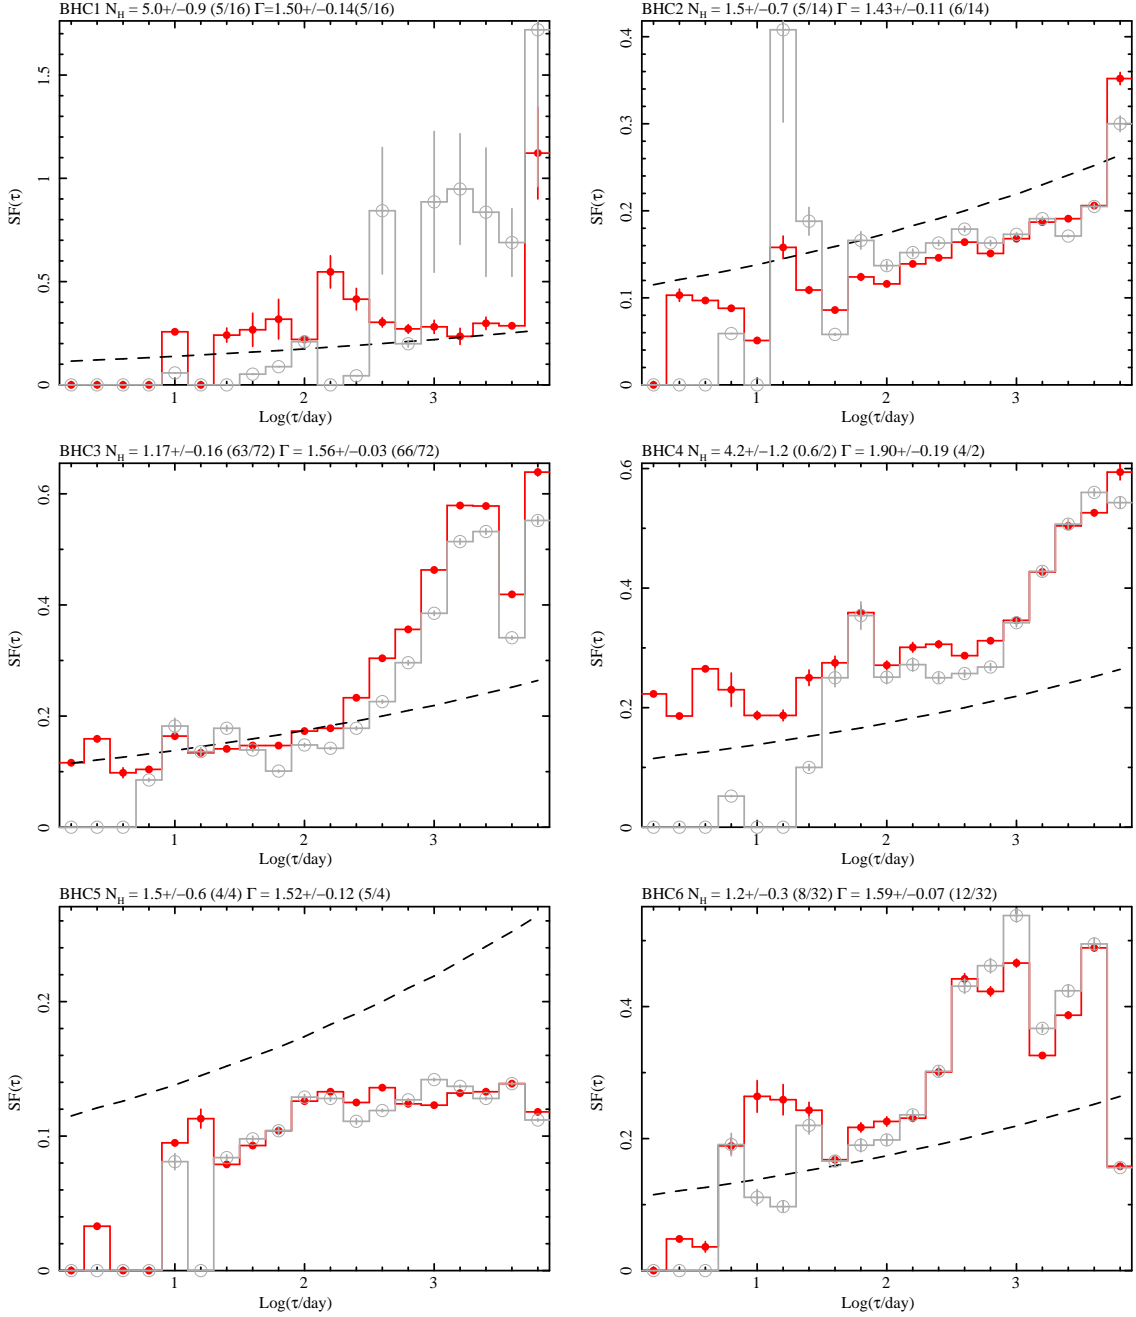 BHC1 N_H = 5.0+/−0.9 (5/16) Γ=1.50+/−0.14(5/16)
SF(τ)
0 0.5 1 1.5
1 2 3
Log(τ/day)
BHC2 N_H = 1.5+/−0.7 (5/14) Γ = 1.43+/−0.11 (6/14)
SF(τ)
0 0.1 0.2 0.3 0.4
1 2 3
Log(τ/day)
BHC3 N_H = 1.17+/−0.16 (63/72) Γ = 1.56+/−0.03 (66/72)
SF(τ)
0 0.2 0.4 0.6
1 2 3
Log(τ/day)
BHC4 N_H = 4.2+/−1.2 (0.6/2) Γ = 1.90+/−0.19 (4/2)
SF(τ)
0 0.2 0.4 0.6
1 2 3
Log(τ/day)
BHC5 N_H = 1.5+/−0.6 (4/4) Γ = 1.52+/−0.12 (5/4)
SF(τ)
0 0.1 0.2
1 2 3
Log(τ/day)
BHC6 N_H = 1.2+/−0.3 (8/32) Γ = 1.59+/−0.07 (12/32)
SF(τ)
0 0.2 0.4
1 2 3
Log(τ/day)